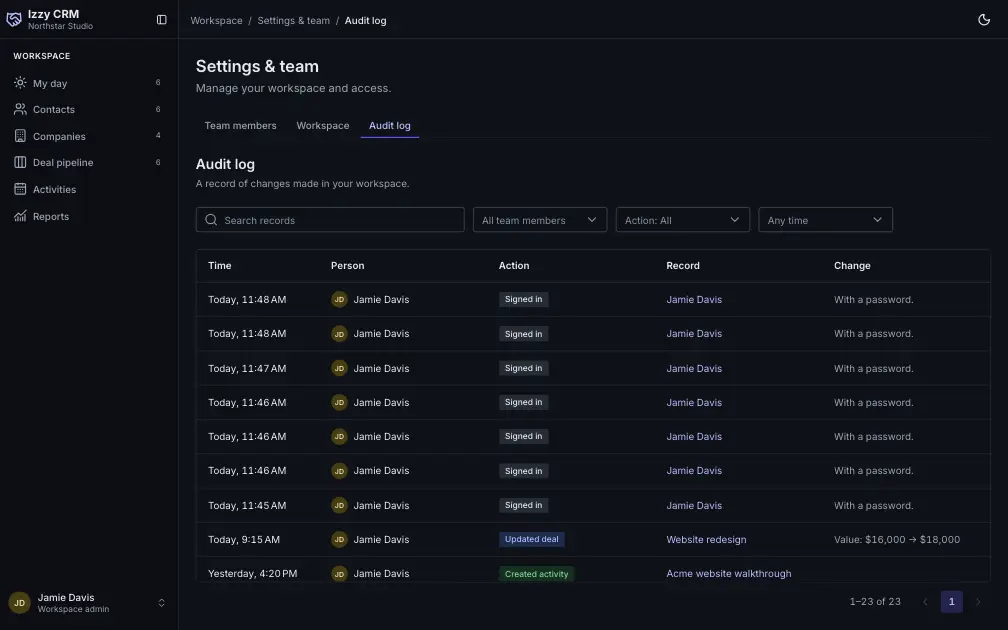 Izzy CRM
Northstar Studio
WORKSPACE
My day 6
Contacts 6
Companies 4
Deal pipeline 6
Activities
Reports
JD Jamie Davis
Workspace admin
Workspace / Settings & team / Audit log
Settings & team
Manage your workspace and access.
Team members Workspace Audit log
Audit log
A record of changes made in your workspace.
Search records All team members Action: All Any time
Time Person Action Record Change
Today, 11:48 AM JD Jamie Davis Signed in Jamie Davis With a password.
Today, 11:48 AM JD Jamie Davis Signed in Jamie Davis With a password.
Today, 11:47 AM JD Jamie Davis Signed in Jamie Davis With a password.
Today, 11:46 AM JD Jamie Davis Signed in Jamie Davis With a password.
Today, 11:46 AM JD Jamie Davis Signed in Jamie Davis With a password.
Today, 11:46 AM JD Jamie Davis Signed in Jamie Davis With a password.
Today, 11:45 AM JD Jamie Davis Signed in Jamie Davis With a password.
Today, 9:15 AM JD Jamie Davis Updated deal Website redesign Value: $16,000 → $18,000
Yesterday, 4:20 PM JD Jamie Davis Created activity Acme website walkthrough
1–23 of 23 1